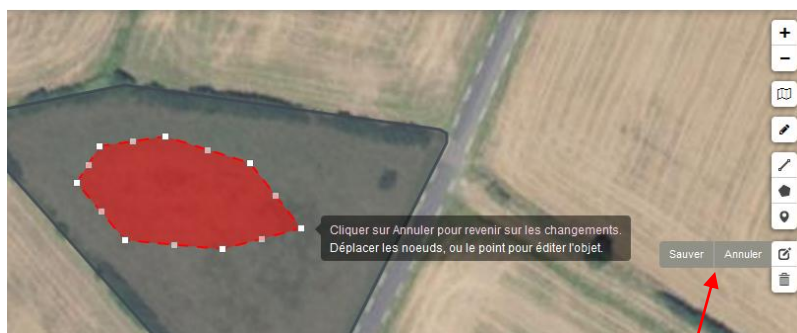 +
−
Cliquer sur Annuler pour revenir sur les changements.
Déplacer les noeuds, ou le point pour éditer l'objet.
Sauver Annuler